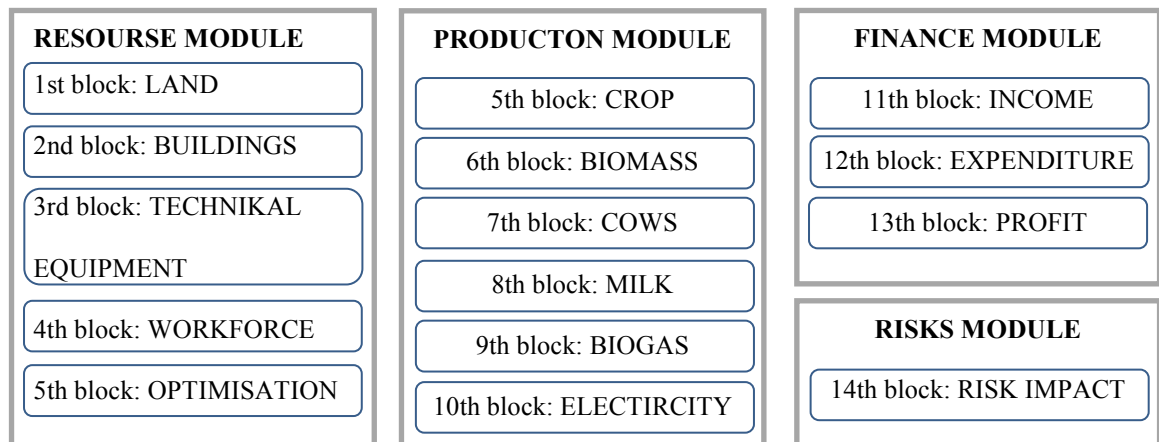 RESOURSE MODULE
1st block: LAND
2nd block: BUILDINGS
3rd block: TECHNIKAL
EQUIPMENT
4th block: WORKFORCE
5th block: OPTIMISATION
PRODUCTON MODULE
5th block: CROP
6th block: BIOMASS
7th block: COWS
8th block: MILK
9th block: BIOGAS
10th block: ELECTIRCITY
FINANCE MODULE
11th block: INCOME
12th block: EXPENDITURE
13th block: PROFIT
RISKS MODULE
14th block: RISK IMPACT